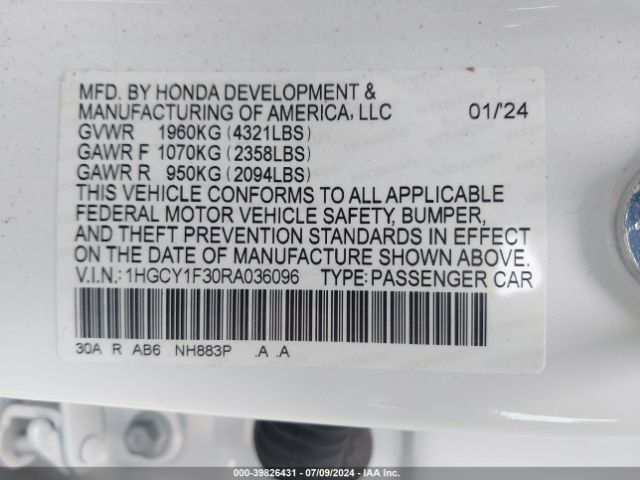 MFD. BY HONDA DEVELOPMENT &
MANUFACTURING OF AMERICA, LLC 01/'24
GVWR 1960KG (4321LBS)
GAWR F 1070KG (2358LBS)
GAWR R 950KG (2094LBS)
THIS VEHICLE CONFORMS TO ALL APPLICABLE
FEDERAL MOTOR VEHICLE SAFETY, BUMPER,
AND THEFT PREVENTION STANDARDS IN EFFECT
ON THE DATE OF MANUFACTURE SHOWN ABOVE.
V.I.N.: 1HGCY1F30RA036096 TYPE: PASSENGER CAR
30A R AB6 NH883P .A .A
000-39826431 - 07/09/2024 - IAA Inc.